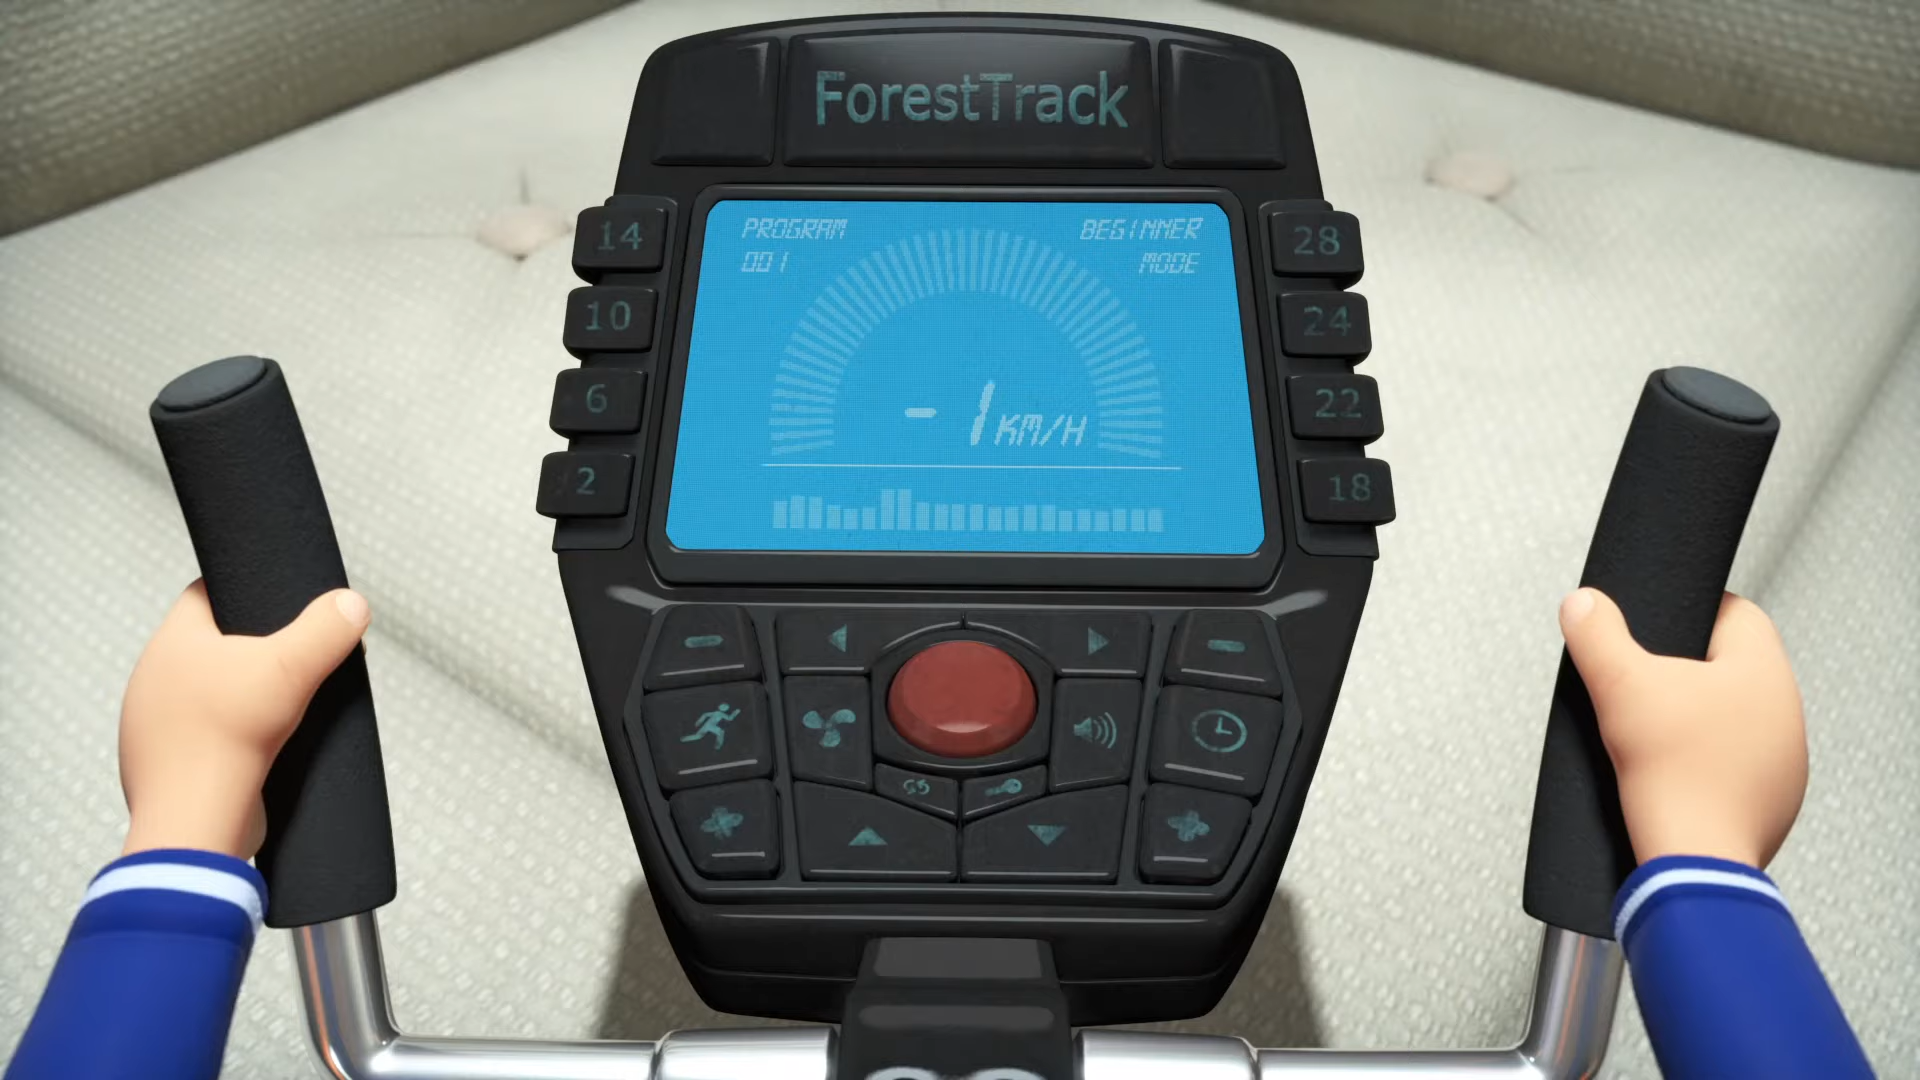 ForestTrack
PROGRAM
001
BEGINNER
MODE
14
10
6
2
28
24
22
18
- 1 KM/H